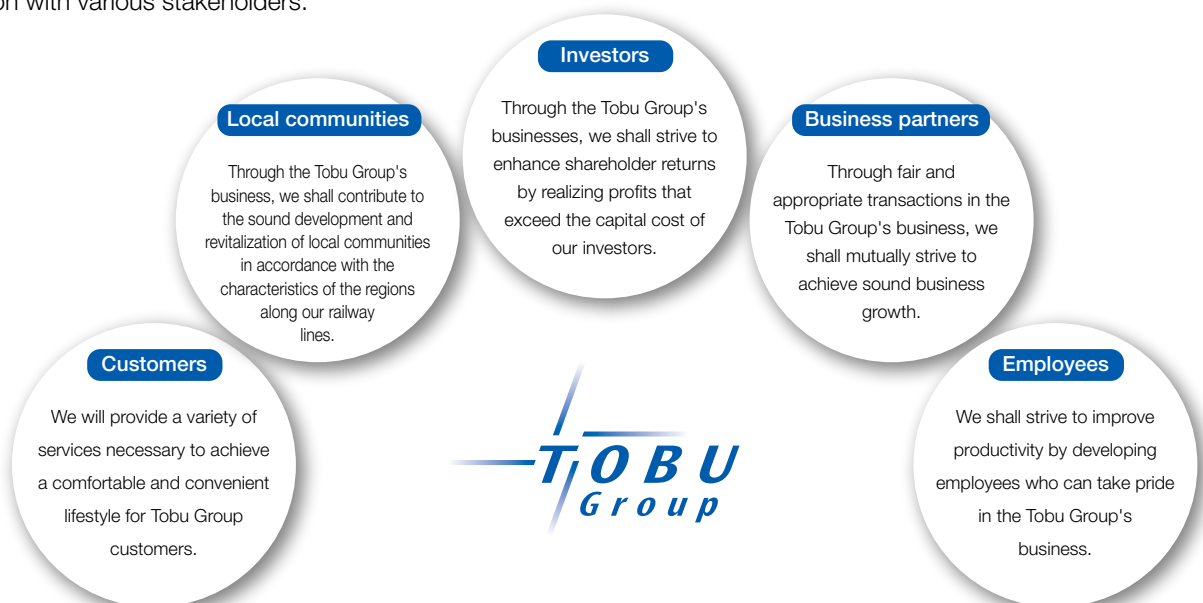 on with various stakeholders.
Investors
Through the Tobu Group's
businesses, we shall strive to
enhance shareholder returns
by realizing profits that
exceed the capital cost of
our investors.
Local communities
Through the Tobu Group's
business, we shall contribute to
the sound development and
revitalization of local communities
in accordance with the
characteristics of the regions
along our railway
lines.
Business partners
Through fair and
appropriate transactions in the
Tobu Group's business, we
shall mutually strive to
achieve sound business
growth.
Customers
We will provide a variety of
services necessary to achieve
a comfortable and convenient
lifestyle for Tobu Group
customers.
Employees
We shall strive to improve
productivity by developing
employees who can take pride
in the Tobu Group's
business.
TOBU
Group